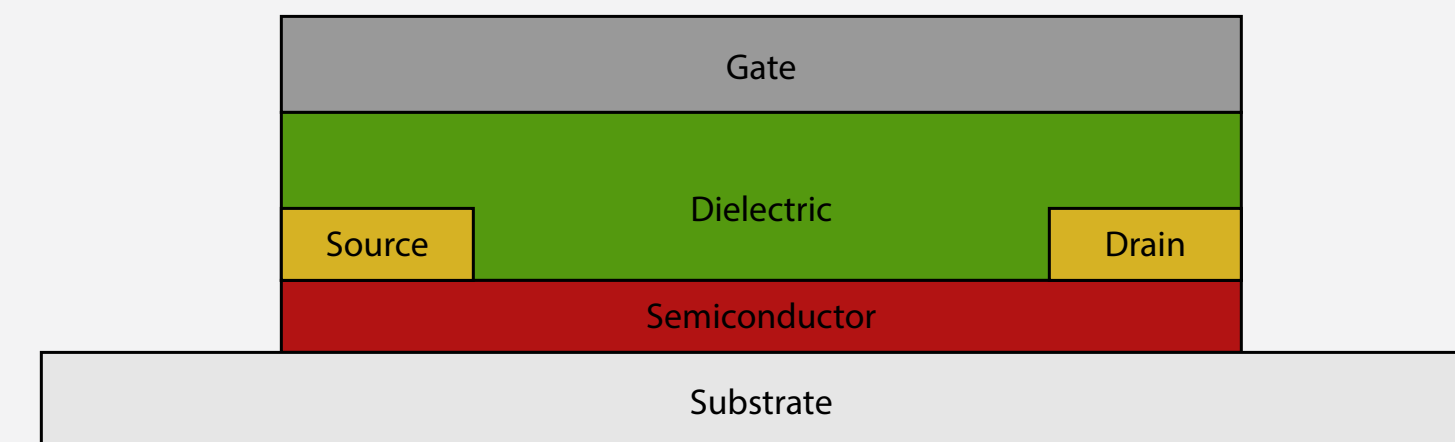 Gate
Dielectric
Source
Drain
Semiconductor
Substrate